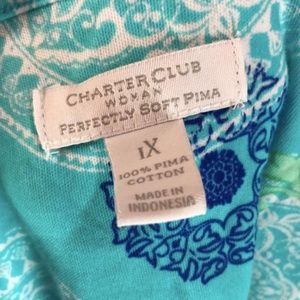 CHARTER CLUB
WOMAN
PERFECTLY SOFT PIMA
1X
100% PIMA
COTTON
MADE IN
INDONESIA